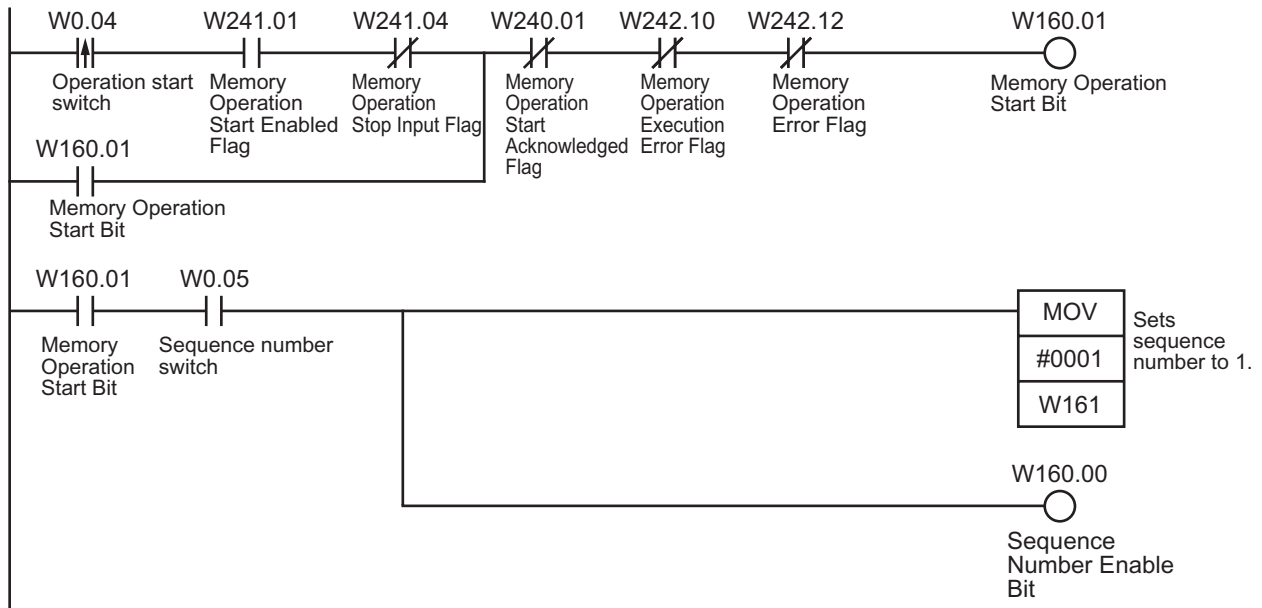 W0.04 W241.01 W241.04 W240.01 W242.10 W242.12 W160.01
Operation start
switch
Memory
Operation
Start Enabled
Flag
Memory
Operation
Stop Input Flag
Memory
Operation
Start
Acknowledged
Flag
Memory
Operation
Execution
Error Flag
Memory
Operation
Error Flag
Memory Operation
Start Bit
W160.01
Memory Operation
Start Bit
W160.01 W0.05
Memory
Operation
Start Bit
Sequence number
switch
MOV
#0001
W161
Sets
sequence
number to 1.
W160.00
Sequence
Number Enable
Bit